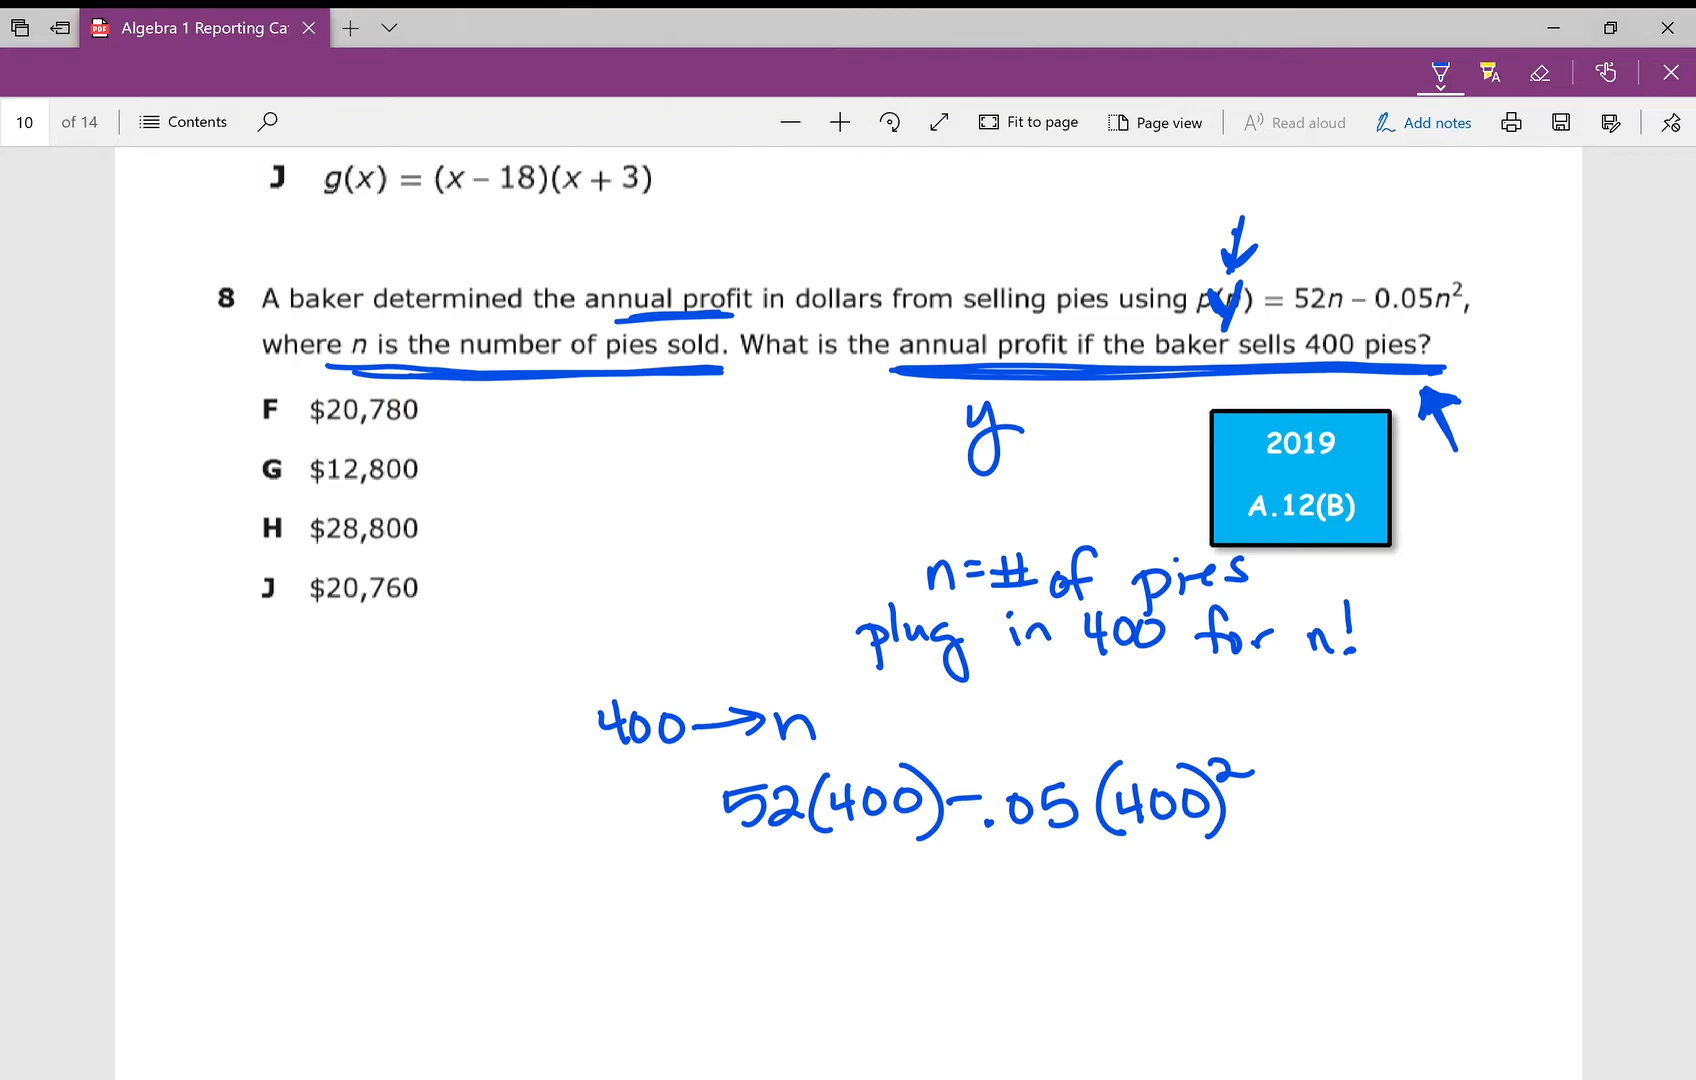 Algebra 1 Reporting Ca
10 of 14 Contents Fit to page Page view Read aloud Add notes
J g(x) = (x – 18)(x + 3)
8 A baker determined the annual profit in dollars from selling pies using p( ) = 52n – 0.05n²,
where n is the number of pies sold. What is the annual profit if the baker sells 400 pies?
F $20,780
G $12,800
H $28,800
J $20,760
y
2019
A.12(B)
n=# of pies
plug in 400 for n!
400→n
52(400)-.05(400)²